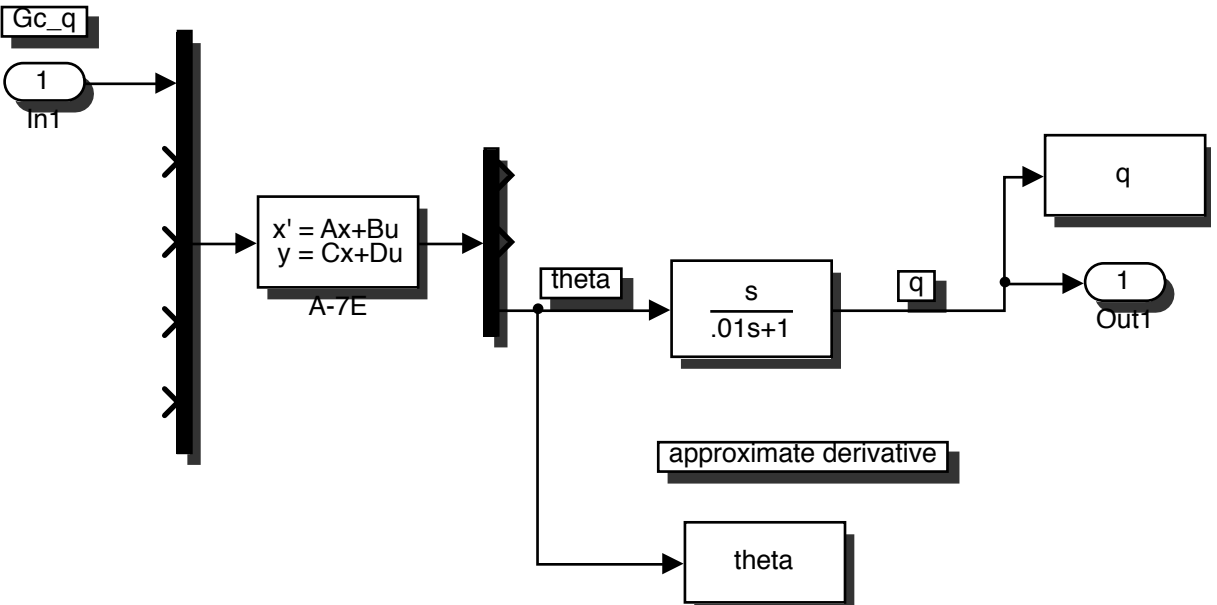 Gc_q
1
In1
x' = Ax+Bu
y = Cx+Du
A-7E
theta
s
.01s+1
q
q
1
Out1
approximate derivative
theta